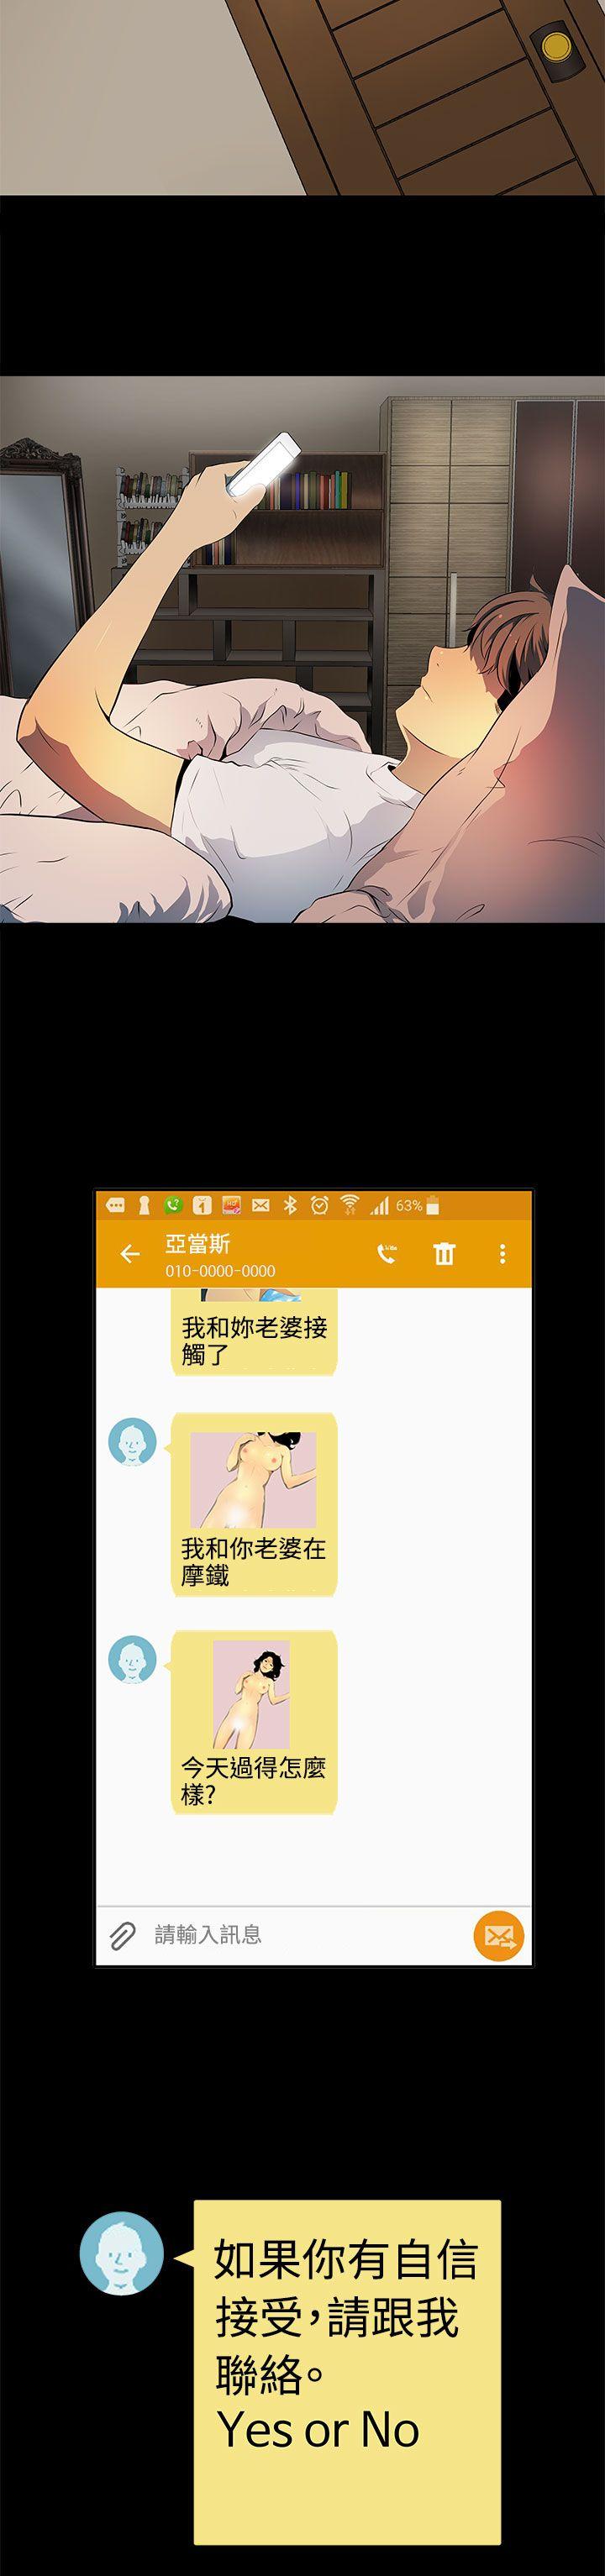 63%
亞當斯
010-0000-0000
我和妳老婆接
觸了
我和你老婆在
摩鐵
今天過得怎麼
樣?
請輸入訊息
如果你有自信
接受，請跟我
聯絡。
Yes or No